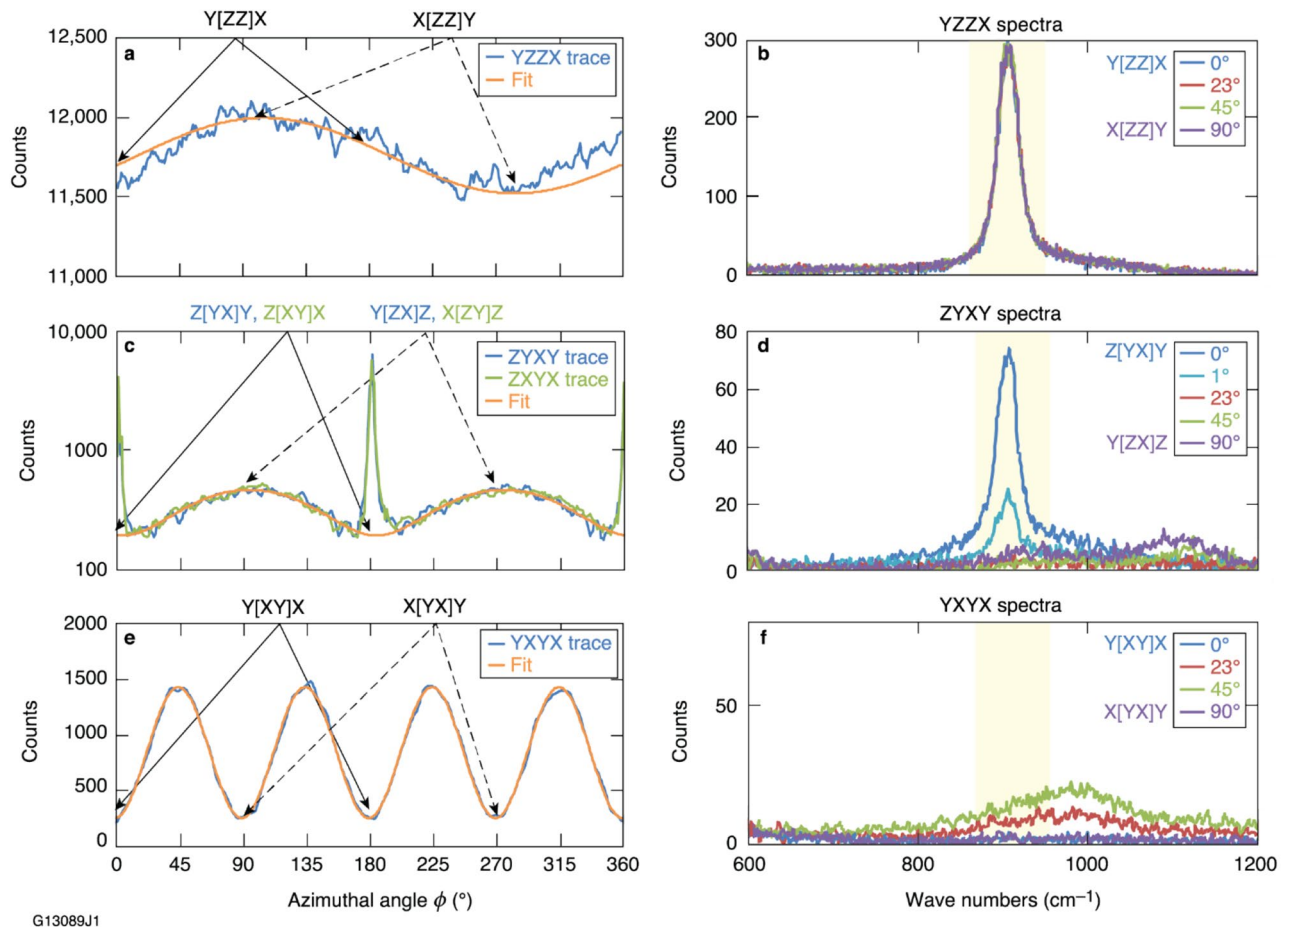 Y[ZZ]X X[ZZ]Y
a
YZZX trace
Fit
12,500
12,000
11,500
11,000
Counts
YZZX spectra
b
Y[ZZ]X
X[ZZ]Y
0°
23°
45°
90°
300
200
100
0
Counts
Z[YX]Y, Z[XY]X Y[ZX]Z, X[ZY]Z
c
ZYXY trace
ZXYX trace
Fit
10,000
1000
100
Counts
ZYXY spectra
d
Z[YX]Y
Y[ZX]Z
0°
1°
23°
45°
90°
80
60
40
20
0
Counts
Y[XY]X X[YX]Y
e
YXYX trace
Fit
2000
1500
1000
500
0
Counts
0 45 90 135 180 225 270 315 360
Azimuthal angle ϕ (°)
YXYX spectra
f
Y[XY]X
X[YX]Y
0°
23°
45°
90°
50
0
Counts
600 800 1000 1200
Wave numbers (cm–1)
G13089J1